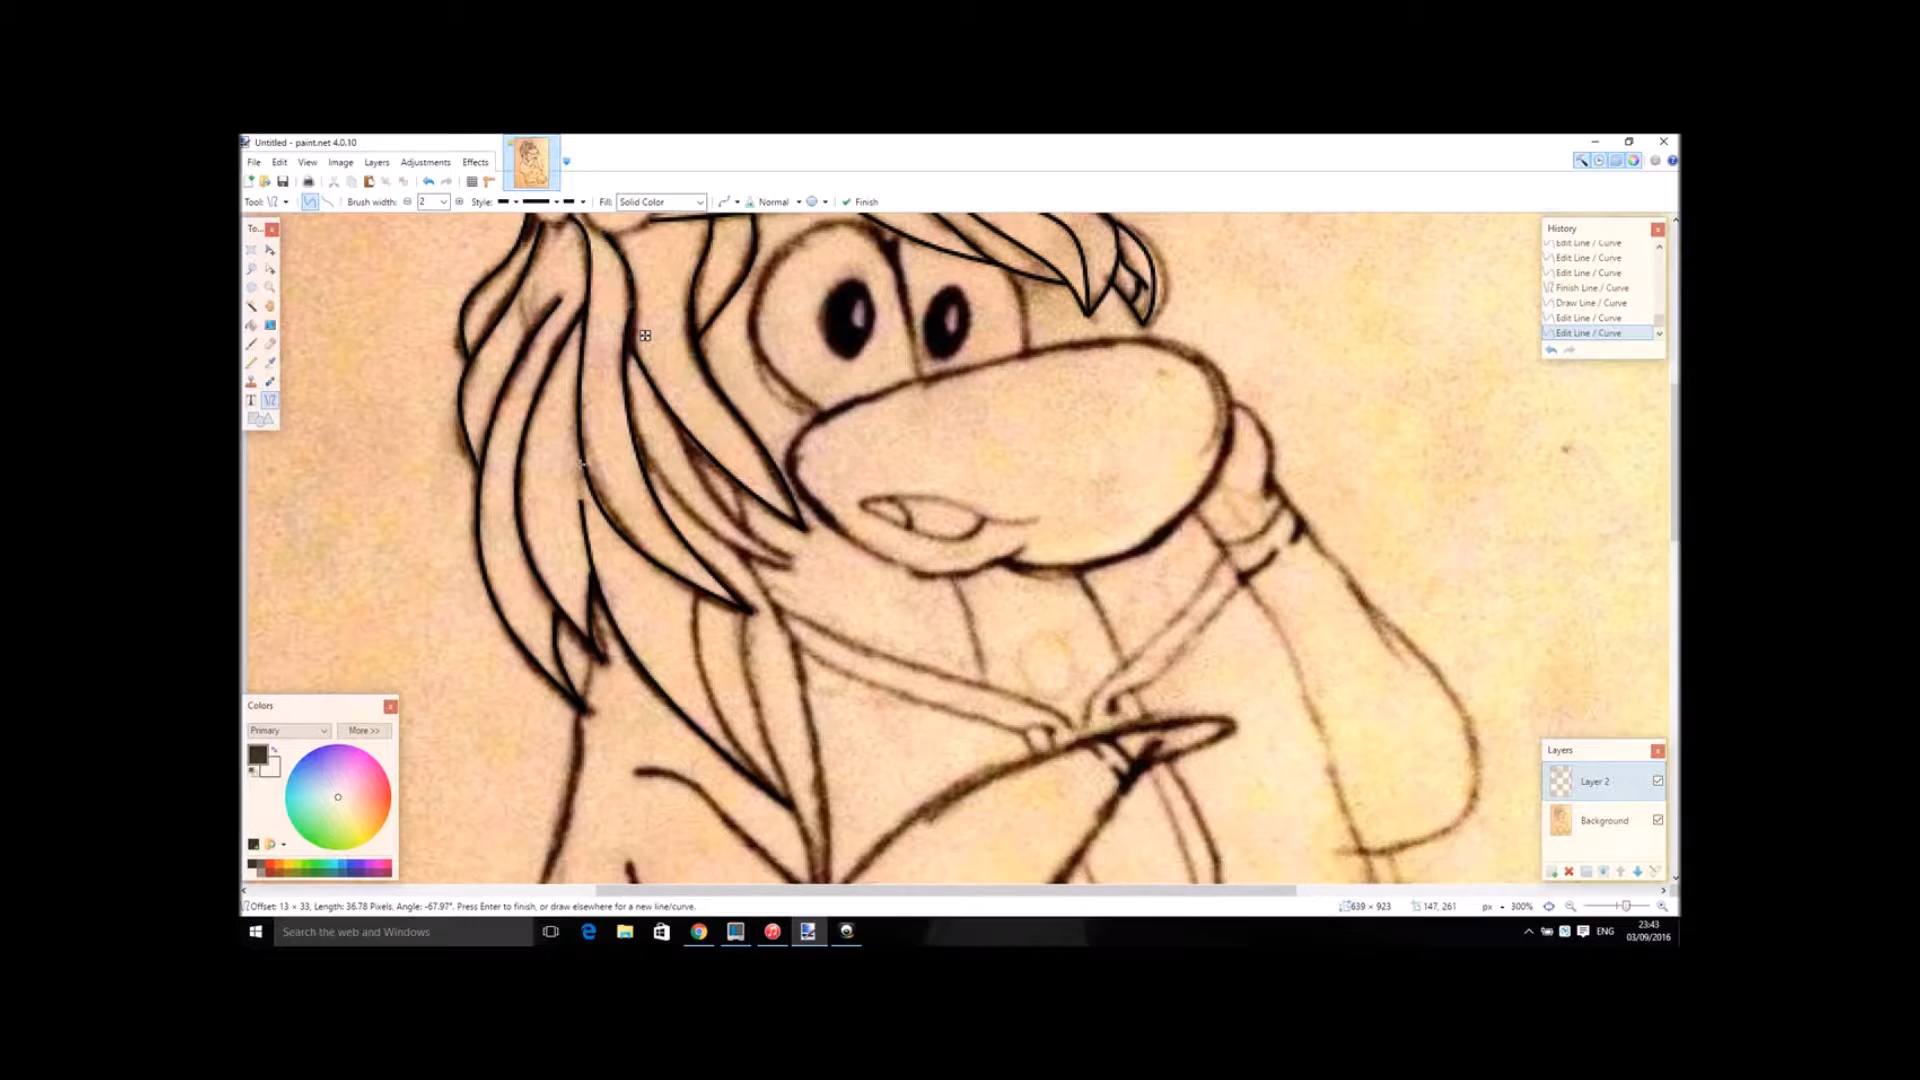 Untitled - paint.net 4.0.10
File Edit View Image Layers Adjustments Effects
Tool: Brush width: 2 Style: Fill: Solid Color Normal Finish
To...
T
History
Edit Line / Curve
Edit Line / Curve
Edit Line / Curve
Finish Line / Curve
Draw Line / Curve
Edit Line / Curve
Edit Line / Curve
Colors
Primary More >>
Layers
Layer 2
Background
Offset: 13 × 33, Length: 36.78 Pixels, Angle: -67.97°. Press Enter to finish, or draw elsewhere for a new line/curve.
639 × 923 147, 261 px 300%
Search the web and Windows
ENG
23:43
03/09/2016